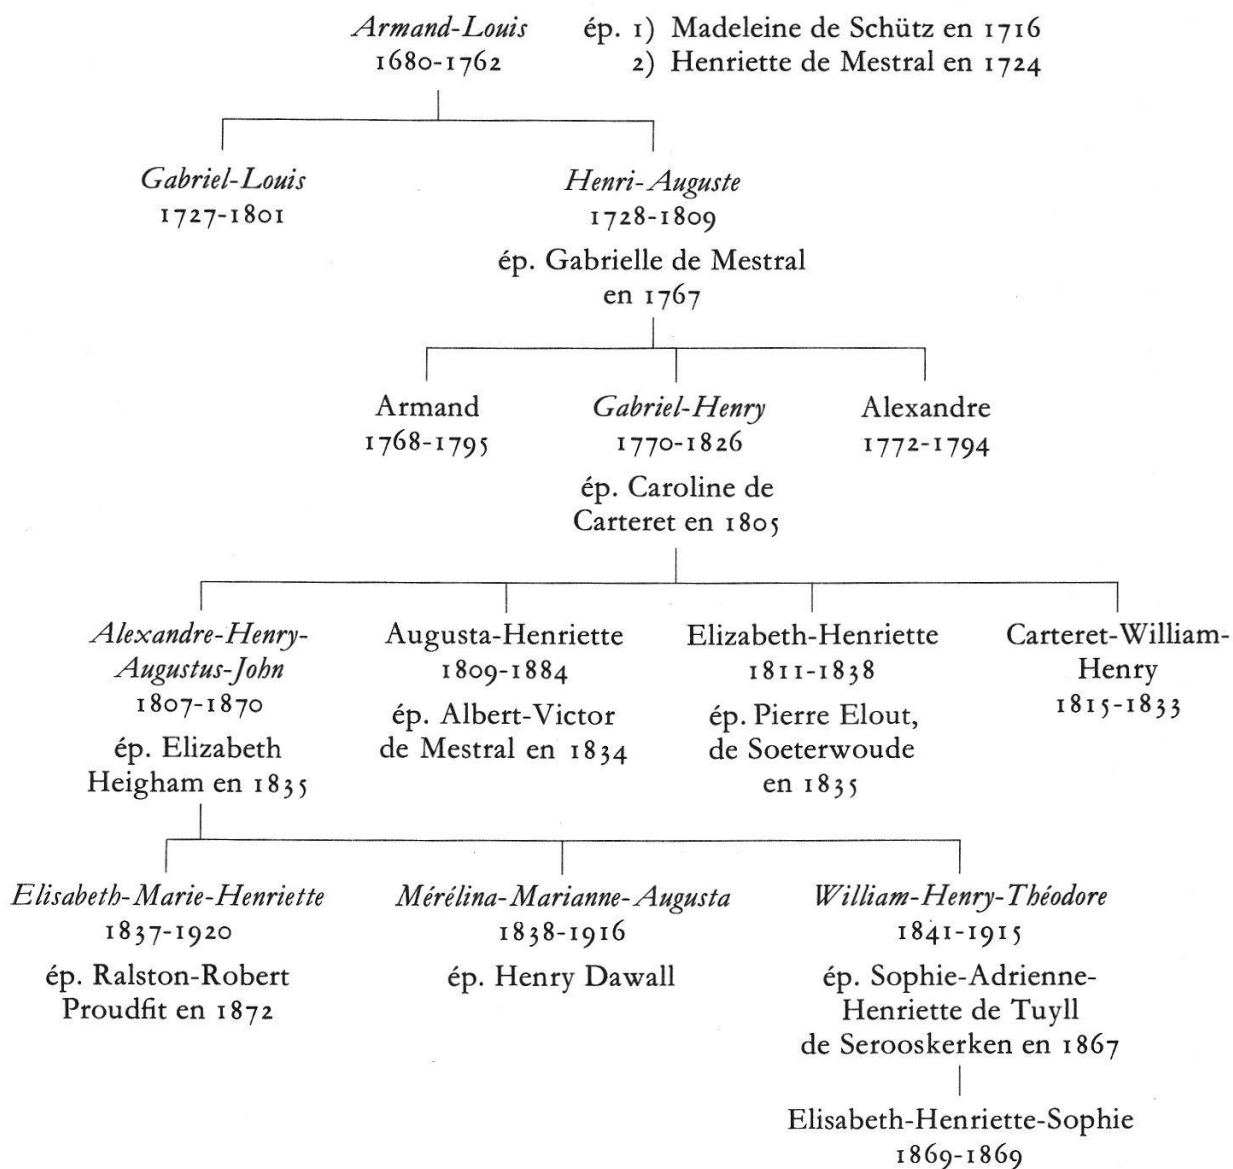 Armand-Louis
1680-1762
ép. 1) Madeleine de Schütz en 1716
2) Henriette de Mestral en 1724
Gabriel-Louis
1727-1801
Henri-Auguste
1728-1809
ép. Gabrielle de Mestral
en 1767
Armand
1768-1795
Gabriel-Henry
1770-1826
ép. Caroline de
Carteret en 1805
Alexandre
1772-1794
Alexandre-Henry-
Augustus-John
1807-1870
ép. Elizabeth
Heigham en 1835
Augusta-Henriette
1809-1884
ép. Albert-Victor
de Mestral en 1834
Elizabeth-Henriette
1811-1838
ép. Pierre Elout,
de Soeterwoude
en 1835
Carteret-William-
Henry
1815-1833
Elisabeth-Marie-Henriette
1837-1920
ép. Ralston-Robert
Proudfit en 1872
Mérélina-Marianne-Augusta
1838-1916
ép. Henry Dawall
William-Henry-Théodore
1841-1915
ép. Sophie-Adrienne-
Henriette de Tuyll
de Serooskerken en 1867
Elisabeth-Henriette-Sophie
1869-1869